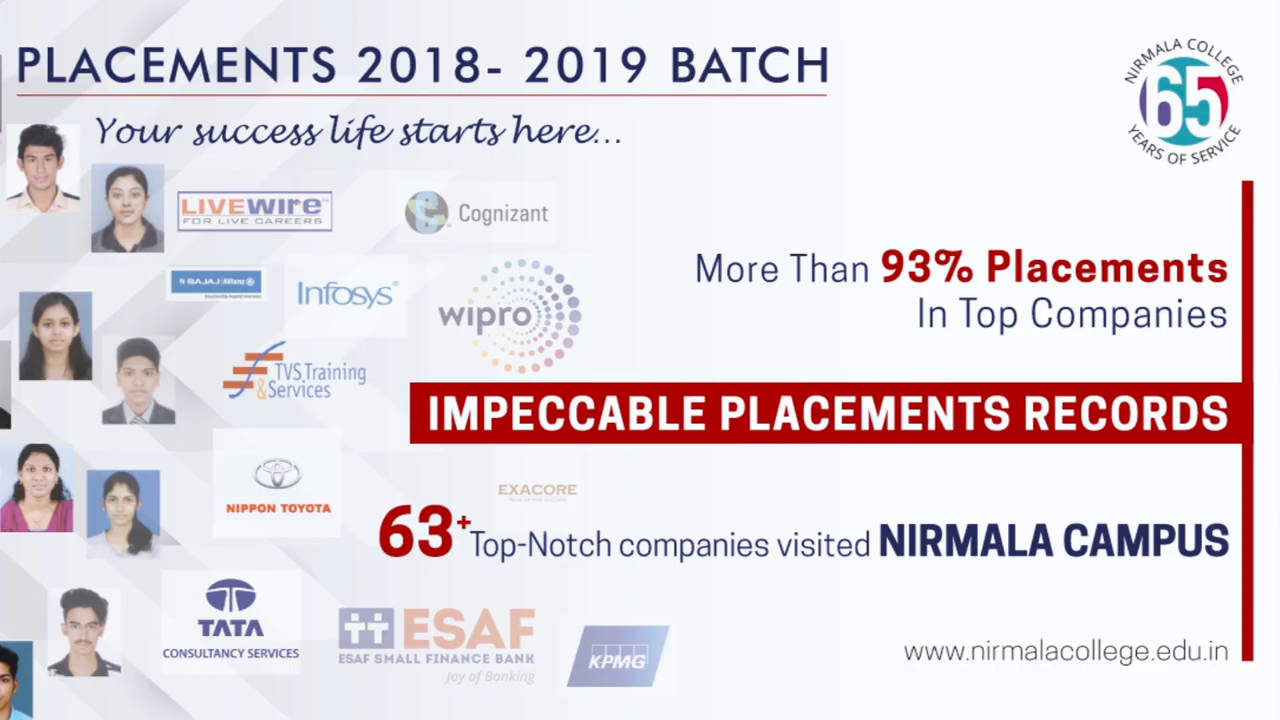 PLACEMENTS 2018- 2019 BATCH
Your success life starts here...
NIRMALA COLLEGE
65
YEARS OF SERVICE
LIVEWIRE™
FOR LIVE CAREERS
Cognizant
BAJAJ Allianz
Infosys®
wipro
TVS Training
& Services
More Than 93% Placements
In Top Companies
IMPECCABLE PLACEMENTS RECORDS
NIPPON TOYOTA
EXACORE
63+ Top-Notch companies visited NIRMALA CAMPUS
TATA
CONSULTANCY SERVICES
ESAF
ESAF SMALL FINANCE BANK
Joy of Banking
KPMG
www.nirmalacollege.edu.in